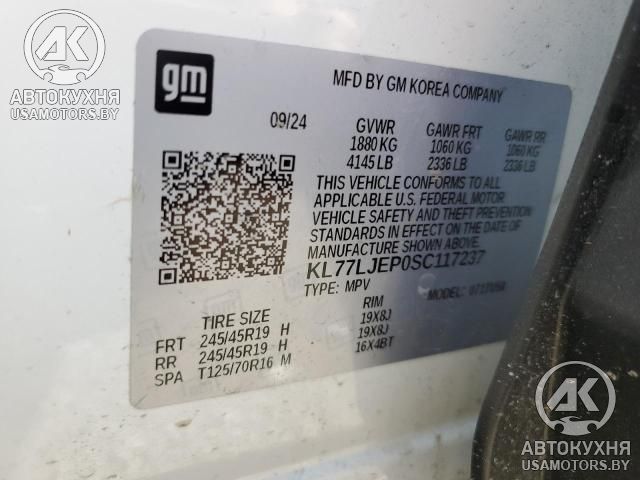 AK
АВТОКУХНЯ
USAMOTORS.BY
gm
MFD BY GM KOREA COMPANY
09/24 GVWR GAWR FRT GAWR RR
1880 KG 1060 KG 1060 KG
4145 LB 2336 LB 2336 LB
THIS VEHICLE CONFORMS TO ALL
APPLICABLE U.S. FEDERAL MOTOR
VEHICLE SAFETY AND THEFT PREVENTION
STANDARDS IN EFFECT ON THE DATE OF
MANUFACTURE SHOWN ABOVE.
KL77LJEP0SC117237
TYPE: MPV MODEL:
TIRE SIZE RIM
FRT 245/45R19 H 19X8J
RR 245/45R19 H 19X8J
SPA T125/70R16 M 16X4BT
AK
АВТОКУХНЯ
USAMOTORS.BY